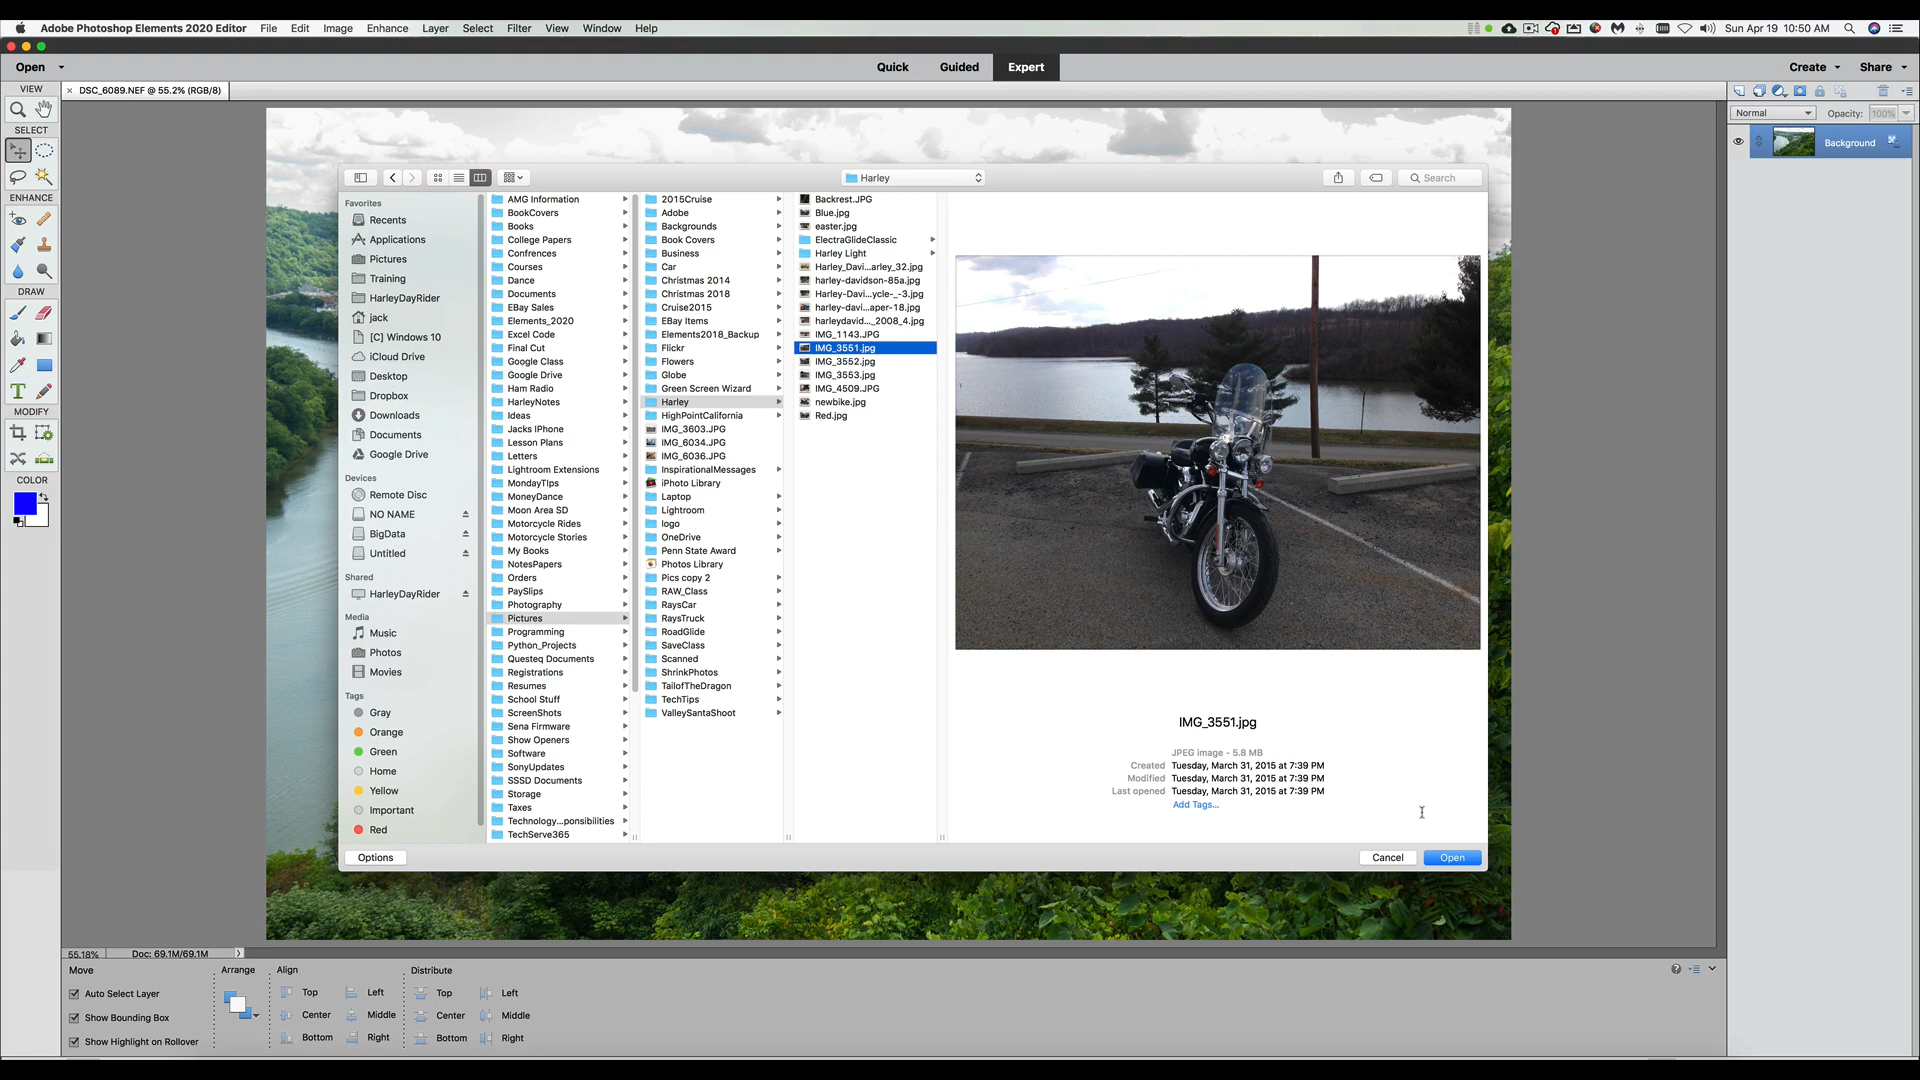 Adobe Photoshop Elements 2020 Editor File Edit Image Enhance Layer Select Filter View Window Help Sun Apr 19 10:50 AM
Open Quick Guided Expert Create Share
VIEW
× DSC_6089.NEF @ 55.2% (RGB/8)
Normal Opacity: 100%
Background
SELECT
ENHANCE
DRAW
T
MODIFY
COLOR
Harley
Search
Favorites
Recents
Applications
Pictures
Training
HarleyDayRider
jack
[C] Windows 10
iCloud Drive
Desktop
Dropbox
Downloads
Documents
Google Drive
Devices
Remote Disc
NO NAME
BigData
Untitled
Shared
HarleyDayRider
Media
Music
Photos
Movies
Tags
Gray
Orange
Green
Home
Yellow
Important
Red
AMG Information
BookCovers
Books
College Papers
Confrences
Courses
Dance
Documents
EBay Sales
Elements_2020
Excel Code
Final Cut
Google Class
Google Drive
Ham Radio
HarleyNotes
Ideas
Jacks IPhone
Lesson Plans
Letters
Lightroom Extensions
MondayTIps
MoneyDance
Moon Area SD
Motorcycle Rides
Motorcycle Stories
My Books
NotesPapers
Orders
PaySlips
Photography
Pictures
Programming
Python_Projects
Questeq Documents
Registrations
Resumes
School Stuff
ScreenShots
Sena Firmware
Show Openers
Software
SonyUpdates
SSSD Documents
Storage
Taxes
Technology...ponsibilities
TechServe365
2015Cruise
Adobe
Backgrounds
Book Covers
Business
Car
Christmas 2014
Christmas 2018
Cruise2015
EBay Items
Elements2018_Backup
Flickr
Flowers
Globe
Green Screen Wizard
Harley
HighPointCalifornia
IMG_3603.JPG
IMG_6034.JPG
IMG_6036.JPG
InspirationalMessages
iPhoto Library
Laptop
Lightroom
logo
OneDrive
Penn State Award
Photos Library
Pics copy 2
RAW_Class
RaysCar
RaysTruck
RoadGlide
SaveClass
Scanned
ShrinkPhotos
TailofTheDragon
TechTips
ValleySantaShoot
Backrest.JPG
Blue.jpg
easter.jpg
ElectraGlideClassic
Harley Light
Harley_Davi...arley_32.jpg
harley-davidson-85a.jpg
Harley-Davi...ycle-_-3.jpg
harley-davi...aper-18.jpg
harleydavid..._2008_4.jpg
IMG_1143.JPG
IMG_3551.jpg
IMG_3552.jpg
IMG_3553.jpg
IMG_4509.JPG
newbike.jpg
Red.jpg
IMG_3551.jpg
JPEG image - 5.8 MB
Created Tuesday, March 31, 2015 at 7:39 PM
Modified Tuesday, March 31, 2015 at 7:39 PM
Last opened Tuesday, March 31, 2015 at 7:39 PM
Add Tags...
Options Cancel Open
55.18% Doc: 69.1M/69.1M
Move Arrange Align Distribute
Auto Select Layer Top Left Top Left
Show Bounding Box Center Middle Center Middle
Show Highlight on Rollover Bottom Right Bottom Right